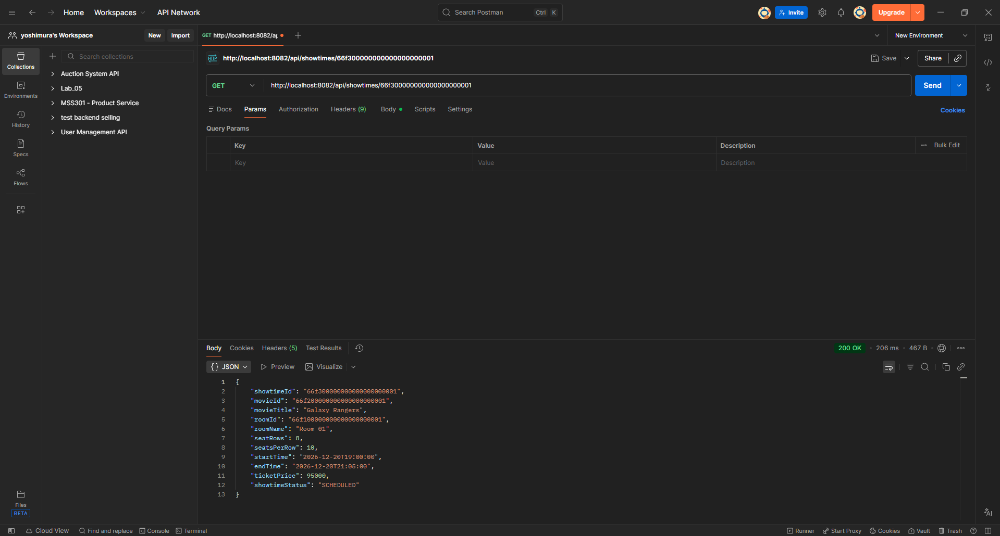 Home
Workspaces
API Network
Search Postman
Ctrl K
Invite
Upgrade
yoshimura's Workspace
New
Import
GET http://localhost:8082/ap
New Environment
Collections
Environments
History
Specs
Flows
Files
BETA
Search collections
Auction System API
Lab_05
MSS301 - Product Service
test backend selling
User Management API
HTTP
http://localhost:8082/api/showtimes/66f300000000000000000001
Save
Share
GET
http://localhost:8082/api/showtimes/66f300000000000000000001
Send
Docs
Params
Authorization
Headers (9)
Body
Scripts
Settings
Cookies
Query Params
Key Value Description
Bulk Edit
Key Value Description
Body
Cookies
Headers (5)
Test Results
200 OK
206 ms
467 B
{} JSON
Preview
Visualize
1 {
2 "showtimeId": "66f300000000000000000001",
3 "movieId": "66f200000000000000000001",
4 "movieTitle": "Galaxy Rangers",
5 "roomId": "66f100000000000000000001",
6 "roomName": "Room 01",
7 "seatRows": 8,
8 "seatsPerRow": 10,
9 "startTime": "2026-12-20T19:00:00",
10 "endTime": "2026-12-20T21:05:00",
11 "ticketPrice": 95000,
12 "showtimeStatus": "SCHEDULED"
13 }
AI
Cloud View
Find and replace
Console
Terminal
Runner
Start Proxy
Cookies
Vault
Trash